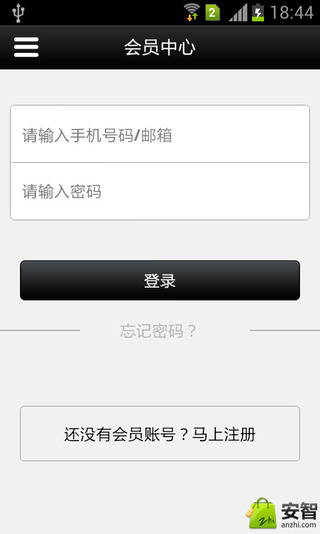 2 18:44
会员中心
请输入手机号码/邮箱
请输入密码
登录
忘记密码？
还没有会员账号？马上注册
安智
zhi
anzhi.com